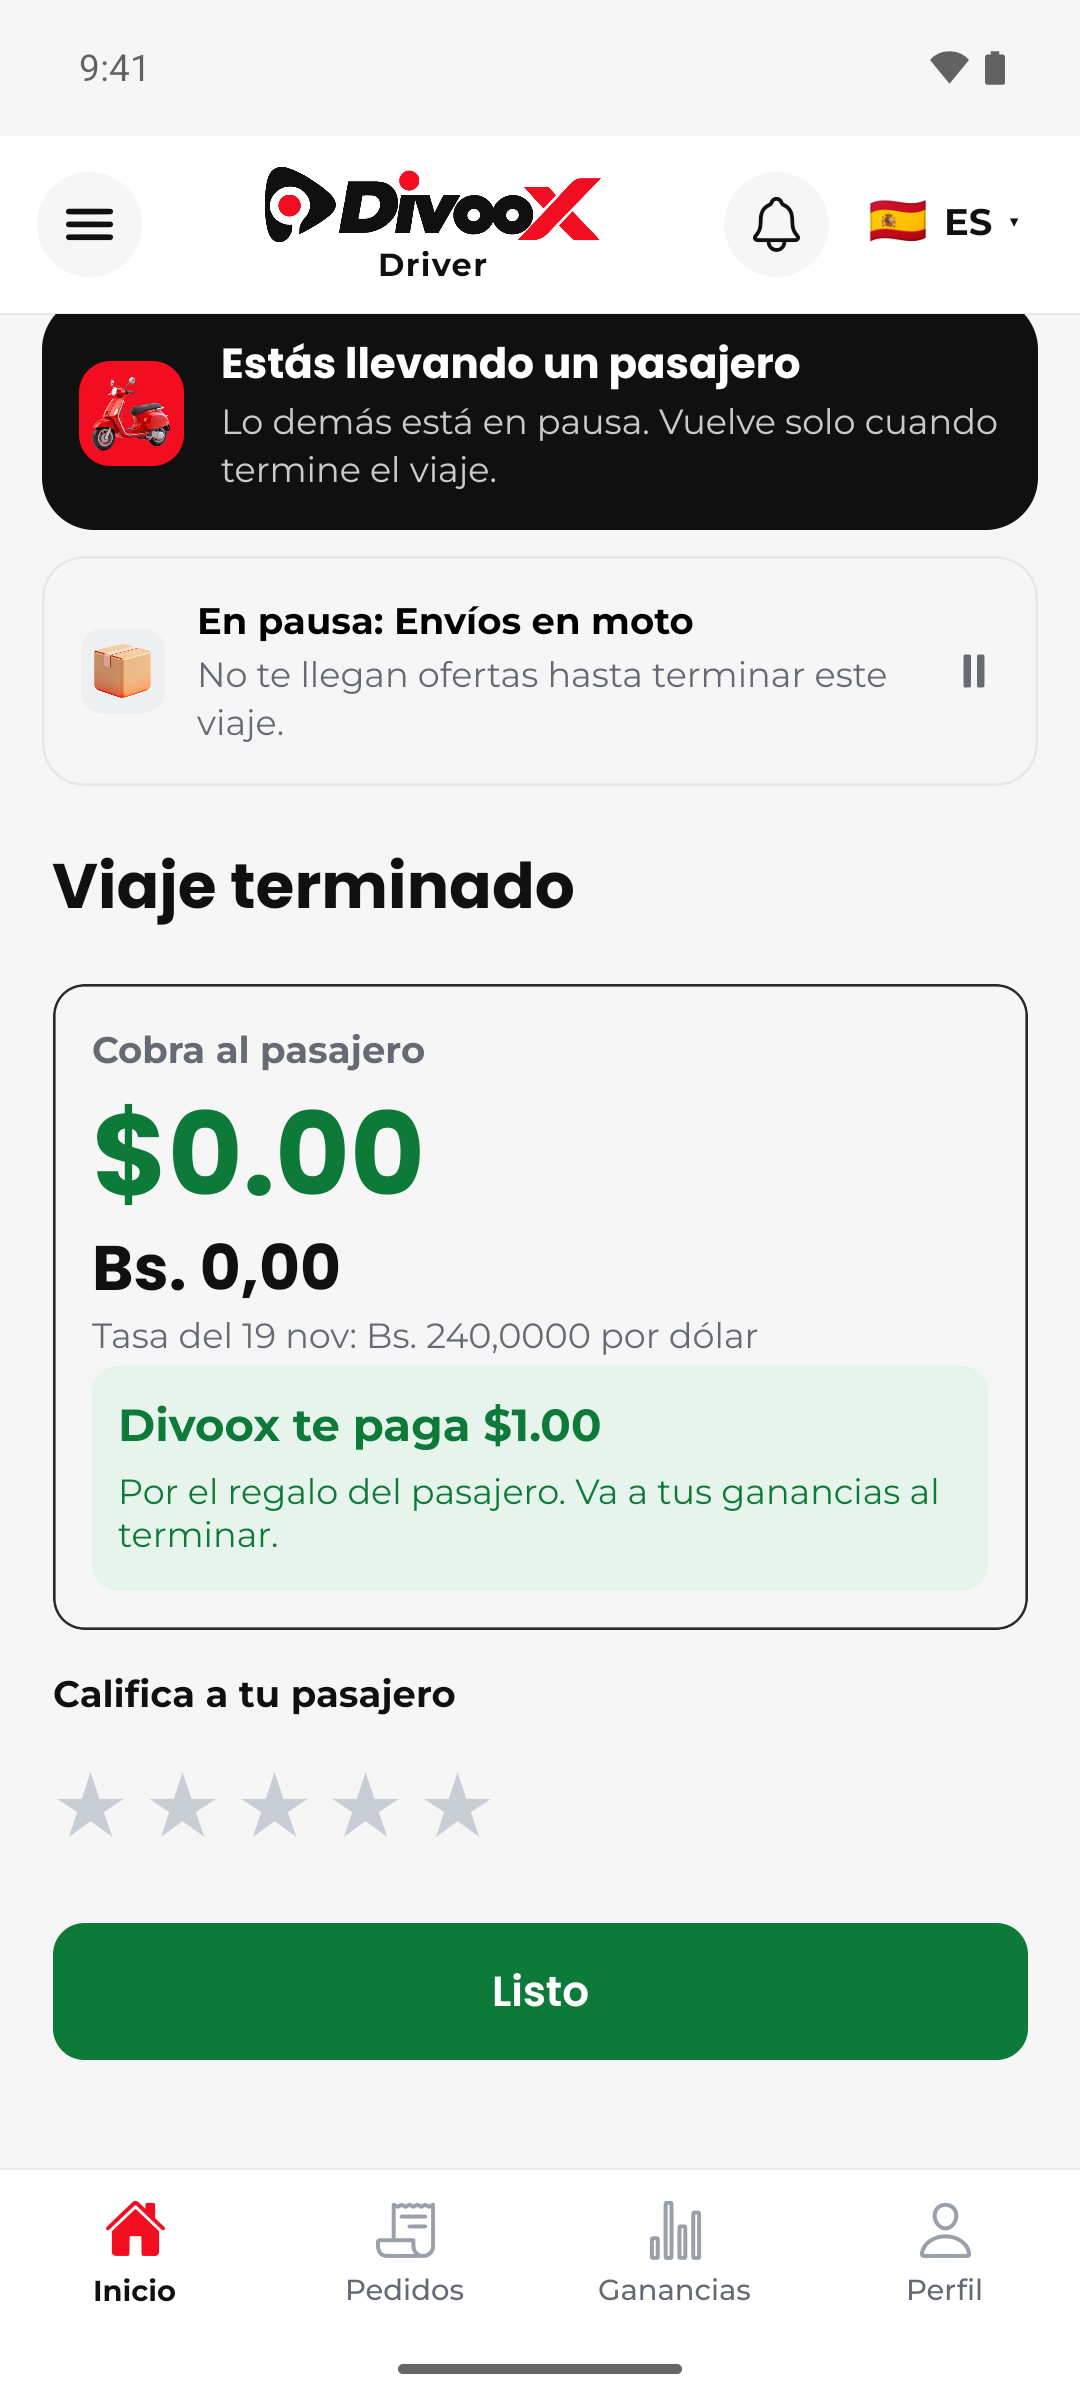 9:41
DivooX
Driver
ES
Estás llevando un pasajero
Lo demás está en pausa. Vuelve solo cuando
termine el viaje.
En pausa: Envíos en moto
No te llegan ofertas hasta terminar este
viaje.
Viaje terminado
Cobra al pasajero
$0.00
Bs. 0,00
Tasa del 19 nov: Bs. 240,0000 por dólar
Divoox te paga $1.00
Por el regalo del pasajero. Va a tus ganancias al
terminar.
Califica a tu pasajero
Listo
Inicio
Pedidos
Ganancias
Perfil